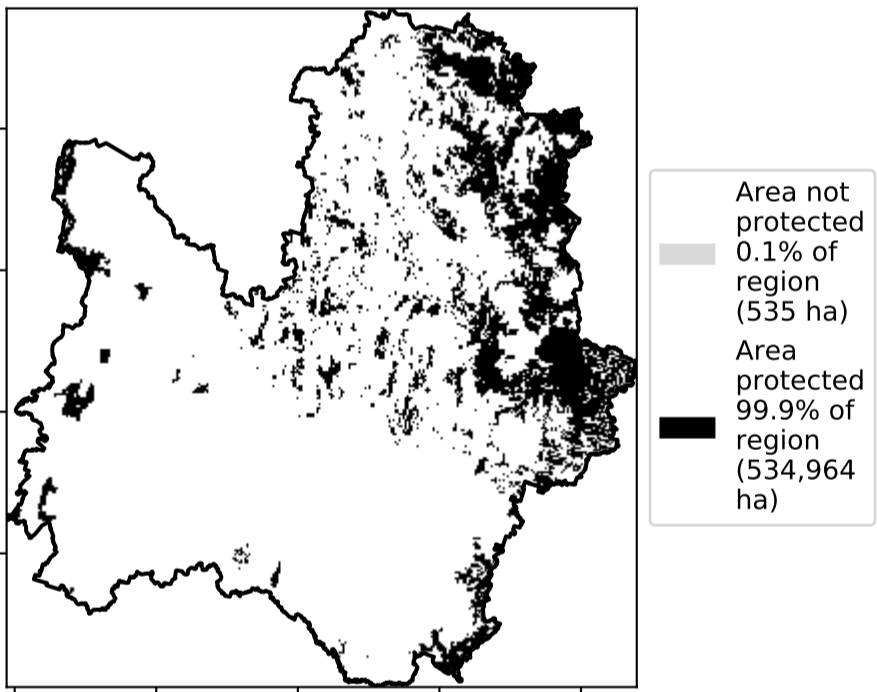 Area not
protected
0.1% of
region
(535 ha)
Area
protected
99.9% of
region
(534,964
ha)